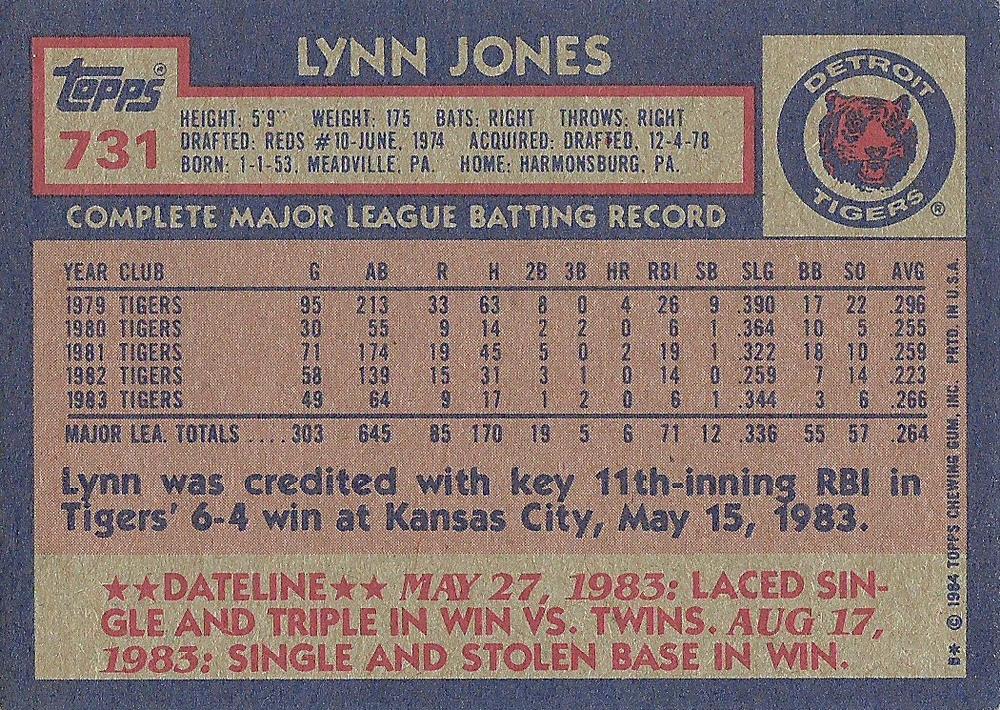 LYNN JONES
Topps®
731
HEIGHT: 5'9" WEIGHT: 175 BATS: RIGHT THROWS: RIGHT
DRAFTED: REDS #10-JUNE, 1974 ACQUIRED: DRAFTED, 12-4-78
BORN: 1-1-53, MEADVILLE, PA. HOME: HARMONSBURG, PA.
DETROIT
TIGERS®
COMPLETE MAJOR LEAGUE BATTING RECORD
YEAR CLUB G AB R H 2B 3B HR RBI SB SLG BB SO AVG
1979 TIGERS 95 213 33 63 8 0 4 26 9 .390 17 22 .296
1980 TIGERS 30 55 9 14 2 2 0 6 1 .364 10 5 .255
1981 TIGERS 71 174 19 45 5 0 2 19 1 .322 18 10 .259
1982 TIGERS 58 139 15 31 3 1 0 14 0 .259 7 14 .223
1983 TIGERS 49 64 9 17 1 2 0 6 1 .344 3 6 .266
MAJOR LEA. TOTALS .... 303 645 85 170 19 5 6 71 12 .336 55 57 .264
Lynn was credited with key 11th-inning RBI in
Tigers' 6-4 win at Kansas City, May 15, 1983.
★★DATELINE★★ MAY 27, 1983: LACED SIN-
GLE AND TRIPLE IN WIN VS. TWINS. AUG 17,
1983: SINGLE AND STOLEN BASE IN WIN.
B* © 1984 TOPPS CHEWING GUM, INC. PRTD. IN U.S.A.